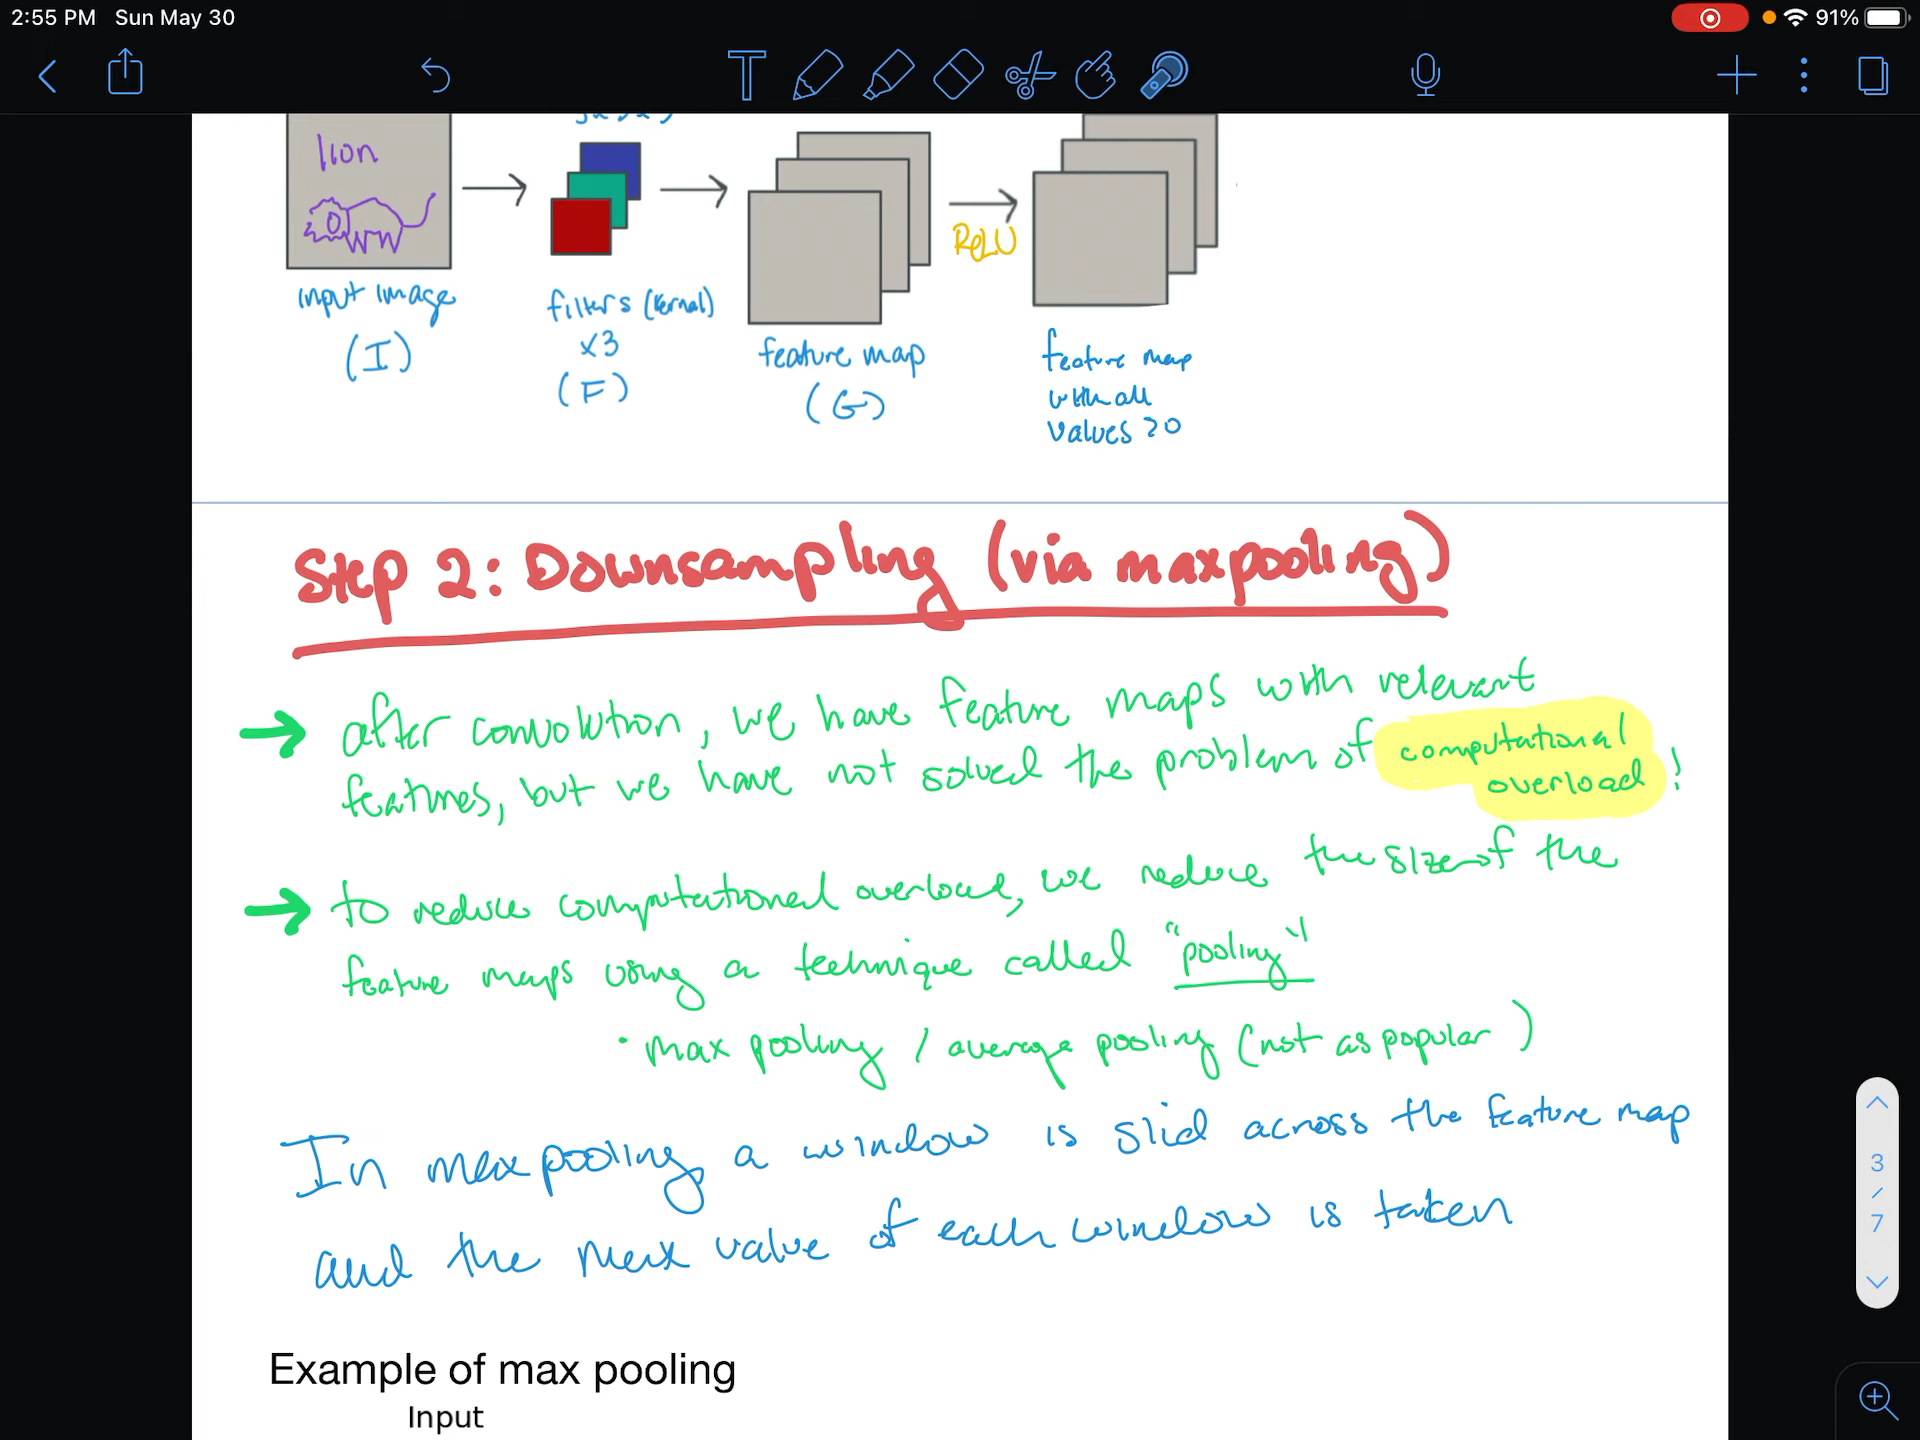 2:55 PM Sun May 30
91%
T
lion
ReLU
input image
(I)
filters (kernal)
x3
(F)
feature map
(G)
feature map
with all
values >0
Step 2: Downsampling (via maxpooling)
→ after convolution, we have feature maps with relevant
features, but we have not solved the problem of computational
overload!
→ to reduce computational overload, we reduce the size of the
feature maps using a technique called "pooling"
· max pooling / average pooling (not as popular)
In max pooling, a window is slid across the feature map
and the max value of each window is taken
3
/
7
Example of max pooling
Input